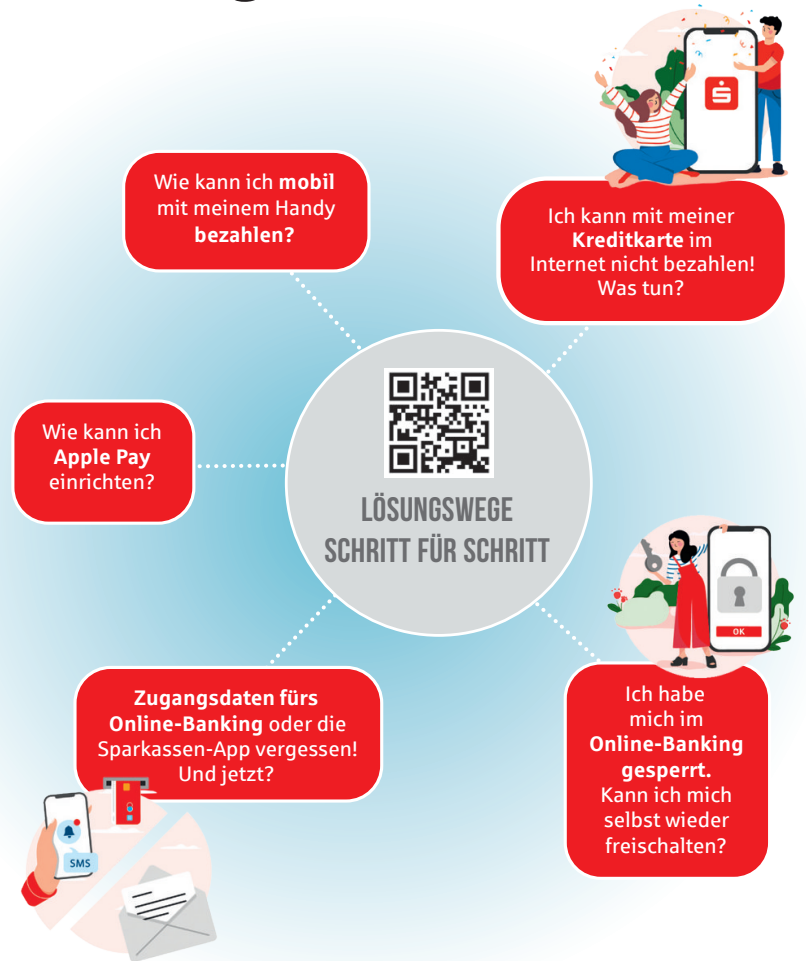 Wie kann ich mobil
mit meinem Handy
bezahlen?
Ich kann mit meiner
Kreditkarte im
Internet nicht bezahlen!
Was tun?
Wie kann ich
Apple Pay
einrichten?
LÖSUNGSWEGE
SCHRITT FÜR SCHRITT
OK
Zugangsdaten fürs
Online-Banking oder die
Sparkassen-App vergessen!
Und jetzt?
Ich habe
mich im
Online-Banking
gesperrt.
Kann ich mich
selbst wieder
freischalten?
SMS